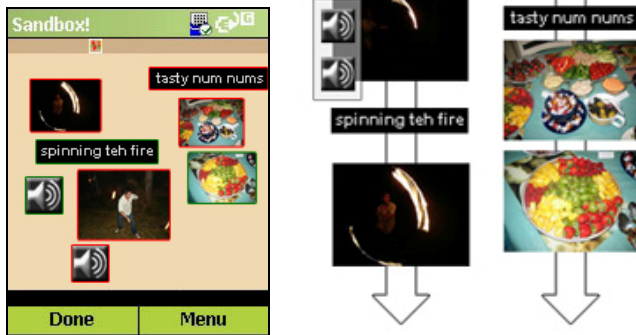 Sandbox!
tasty num nums
spinning teh fire
Done
Menu
spinning teh fire
tasty num nums